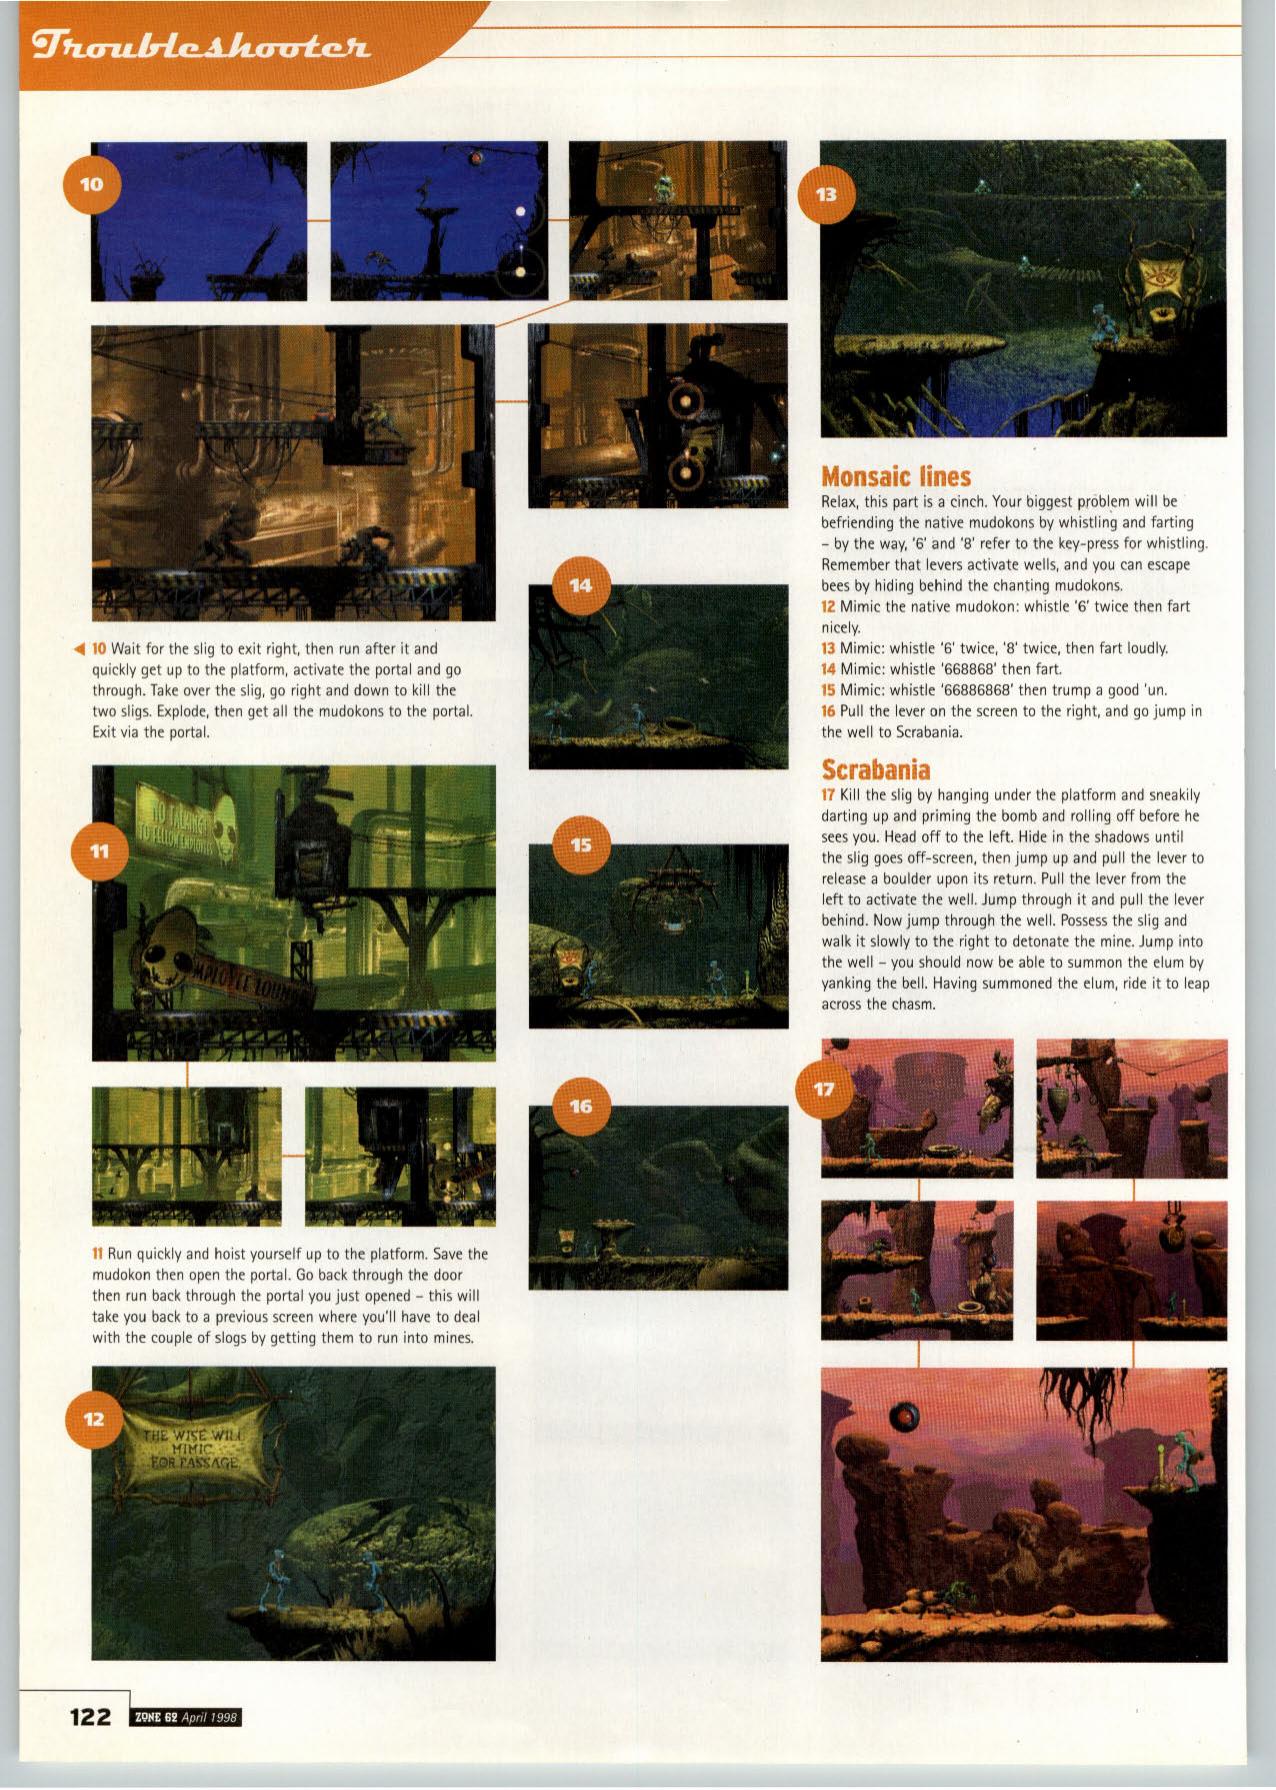 Troubleshooter
10
10 Wait for the slig to exit right, then run after it and
quickly get up to the platform, activate the portal and go
through. Take over the slig, go right and down to kill the
two sligs. Explode, then get all the mudokons to the portal.
Exit via the portal.
11
NO TALKING
TO FELLOW EMPLOYEES
EMPLOYEE LOUNGE
11 Run quickly and hoist yourself up to the platform. Save the
mudokon then open the portal. Go back through the door
then run back through the portal you just opened – this will
take you back to a previous screen where you'll have to deal
with the couple of slogs by getting them to run into mines.
12
THE WISE WILL
MIMIC
FOR PASSAGE
14
15
16
13
Monsaic lines
Relax, this part is a cinch. Your biggest problem will be
befriending the native mudokons by whistling and farting
– by the way, '6' and '8' refer to the key-press for whistling.
Remember that levers activate wells, and you can escape
bees by hiding behind the chanting mudokons.
12 Mimic the native mudokon: whistle '6' twice then fart
nicely.
13 Mimic: whistle '6' twice, '8' twice, then fart loudly.
14 Mimic: whistle '668868' then fart.
15 Mimic: whistle '66886868' then trump a good 'un.
16 Pull the lever on the screen to the right, and go jump in
the well to Scrabania.
Scrabania
17 Kill the slig by hanging under the platform and sneakily
darting up and priming the bomb and rolling off before he
sees you. Head off to the left. Hide in the shadows until
the slig goes off-screen, then jump up and pull the lever to
release a boulder upon its return. Pull the lever from the
left to activate the well. Jump through it and pull the lever
behind. Now jump through the well. Possess the slig and
walk it slowly to the right to detonate the mine. Jump into
the well – you should now be able to summon the elum by
yanking the bell. Having summoned the elum, ride it to leap
across the chasm.
17
122 ZONE 62 April 1998